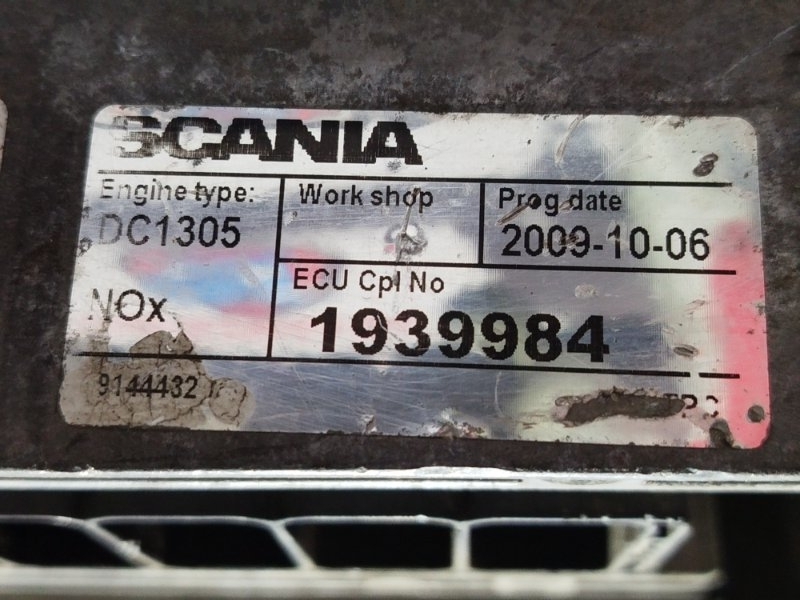 SCANIA
Engine type: Work shop Prog date
DC1305 2009-10-06
ECU Cpl No
NOx 1939984
9144432